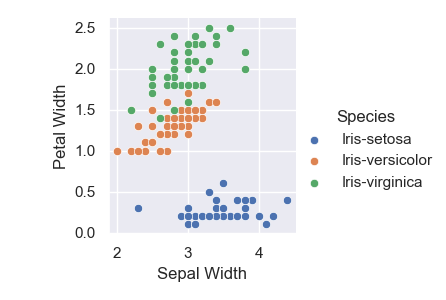 2.5
2.0
1.5
1.0
0.5
0.0
Petal Width
2
3
4
Sepal Width
Species
Iris-setosa
Iris-versicolor
Iris-virginica